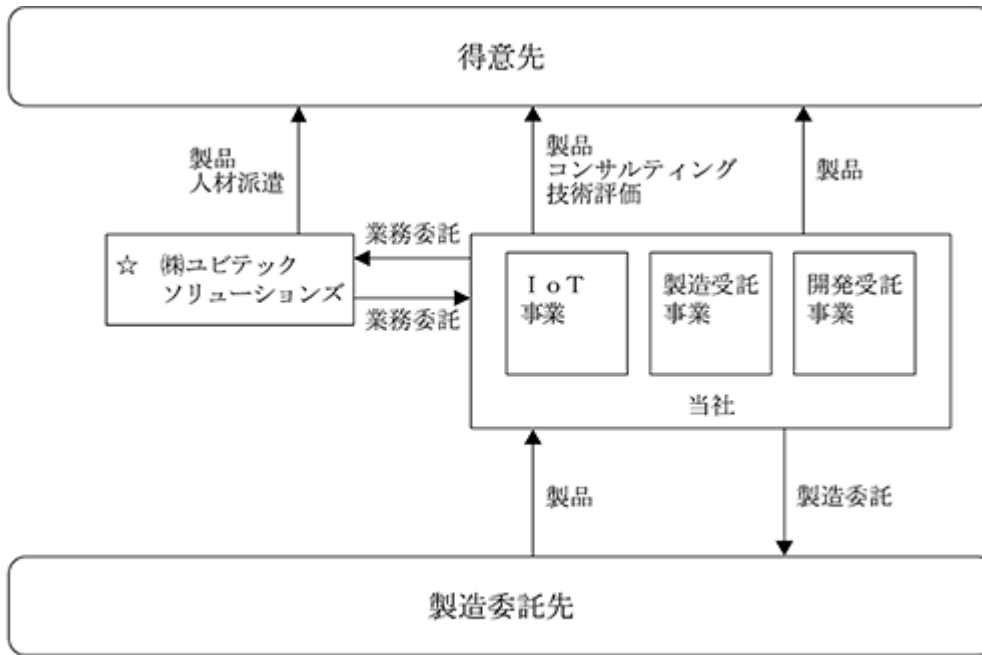 得意先
製品
人材派遣
製品
コンサルティング
技術評価
製品
業務委託
☆ ㈱ユビテック
ソリューションズ
業務委託
ＩｏＴ
事業
製造受託
事業
開発受託
事業
当社
製品
製造委託
製造委託先